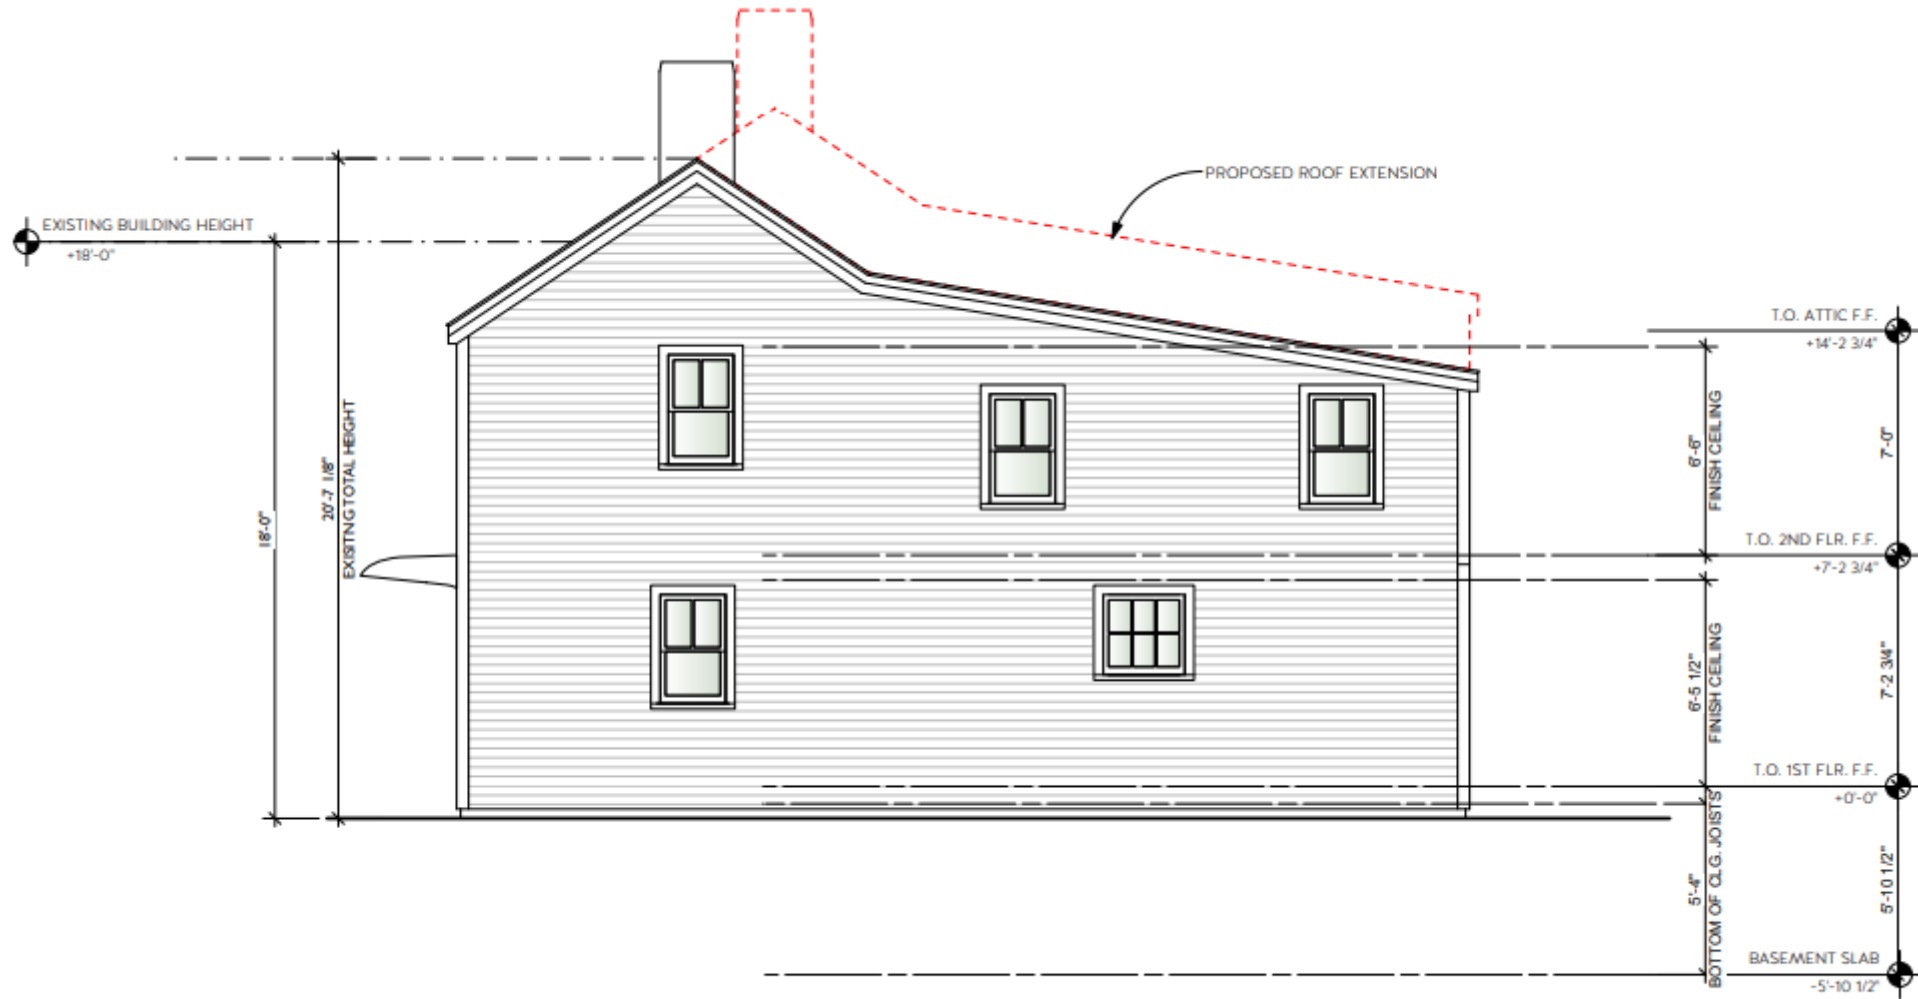 PROPOSED ROOF EXTENSION
EXISTING BUILDING HEIGHT
+18'-0"
T.O. ATTIC F.F.
+14'-2 3/4"
20'-7 1/8"
EXISITNG TOTAL HEIGHT
18'-0"
6'-6"
FINISH CEILING
7'-0"
T.O. 2ND FLR. F.F.
+7'-2 3/4"
6'-5 1/2"
FINISH CEILING
7'-2 3/4"
T.O. 1ST FLR. F.F.
+0'-0"
5'-4"
BOTTOM OF CLG. JOISTS
5'-10 1/2"
BASEMENT SLAB
-5'-10 1/2"